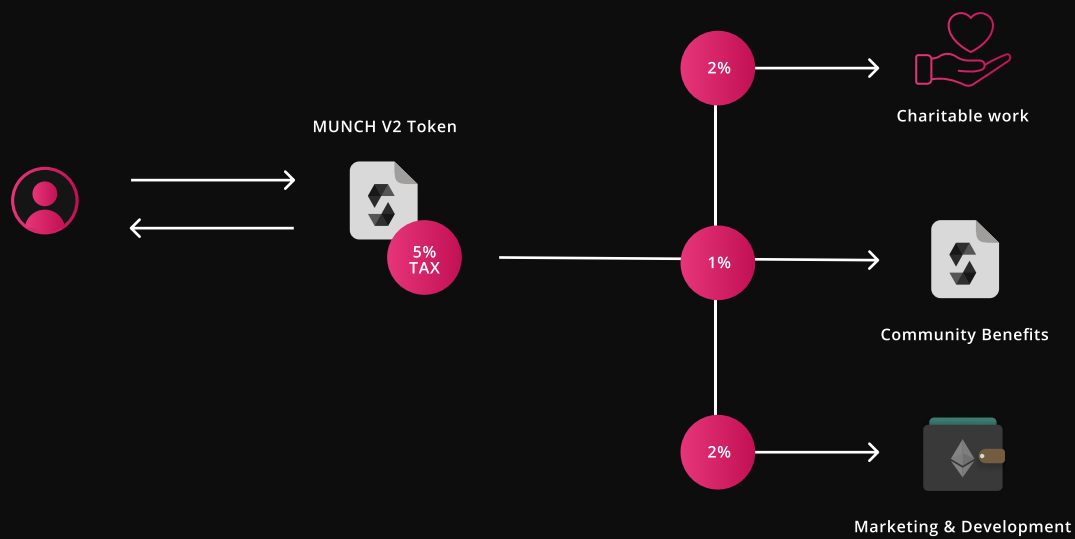 2%
Charitable work
MUNCH V2 Token
5%
TAX
1%
Community Benefits
2%
Marketing & Development